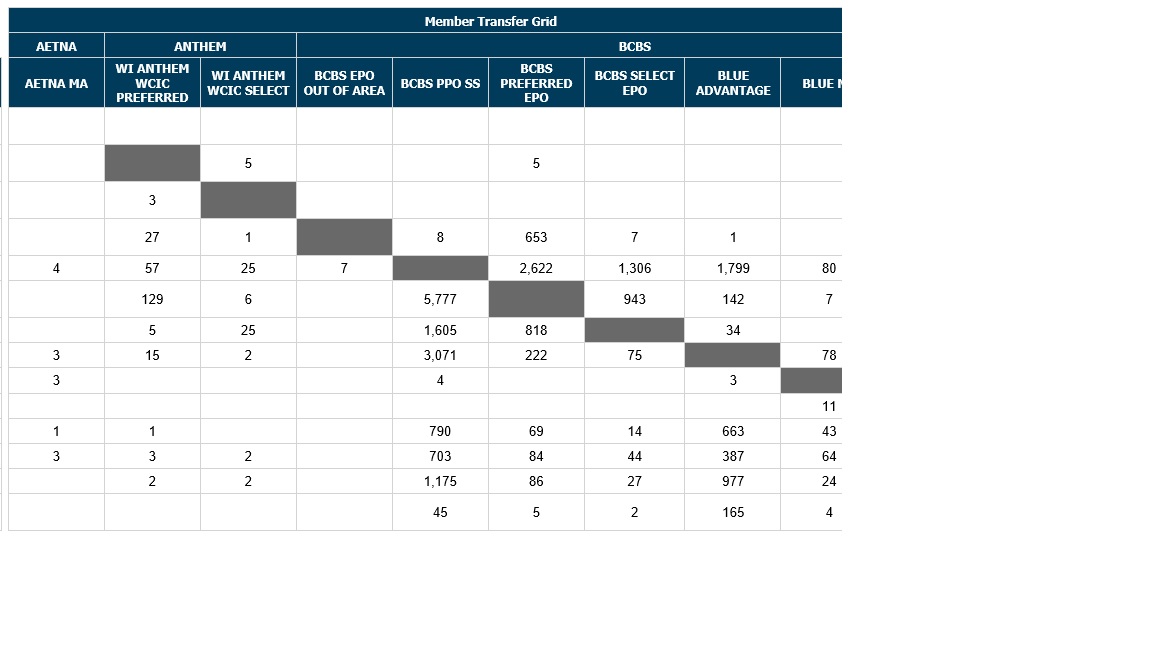 Member Transfer Grid
AETNA ANTHEM BCBS
AETNA MA WI ANTHEM WCIC PREFERRED WI ANTHEM WCIC SELECT BCBS EPO OUT OF AREA BCBS PPO SS BCBS PREFERRED EPO BCBS SELECT EPO BLUE ADVANTAGE BLUE
5 5
3
27 1 8 653 7 1
4 57 25 7 2,622 1,306 1,799 80
129 6 5,777 943 142 7
5 25 1,605 818 34
3 15 2 3,071 222 75 78
3 4 3
11
1 1 790 69 14 663 43
3 3 2 703 84 44 387 64
2 2 1,175 86 27 977 24
45 5 2 165 4